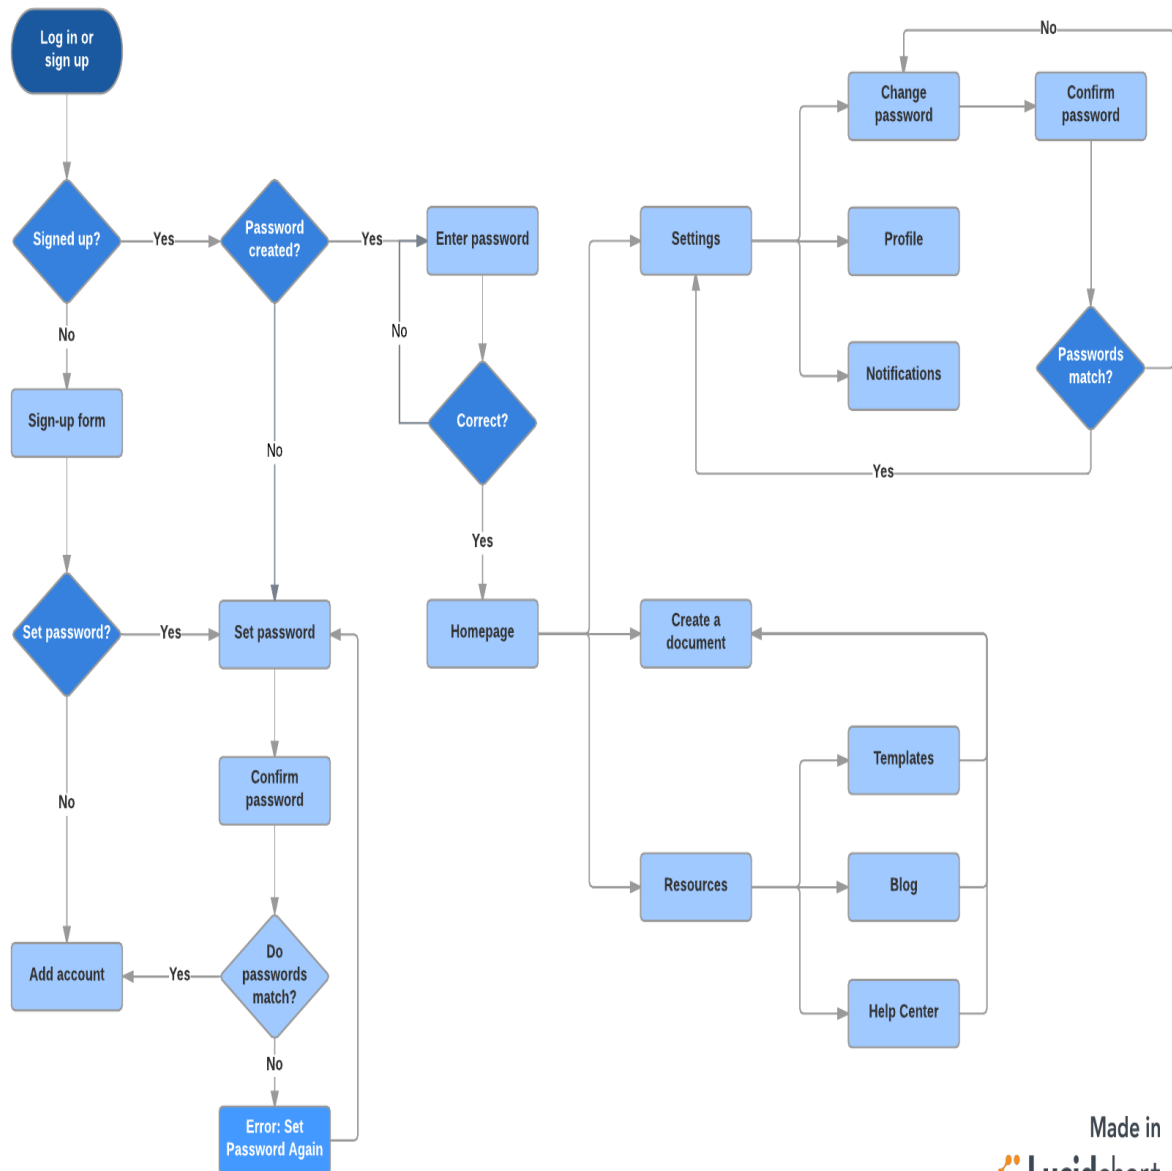 Log in or
sign up
No
Change
password
Confirm
password
Signed up?
Yes
Password
created?
Yes
Enter password
Settings
Profile
No
No
Passwords
match?
Notifications
Sign-up form
Correct?
No
Yes
Yes
Set password?
Yes
Set password
Homepage
Create a
document
Templates
Confirm
password
No
Resources
Blog
Add account
Yes
Do
passwords
match?
Help Center
No
Error: Set
Password Again
Made in
Lucidchart